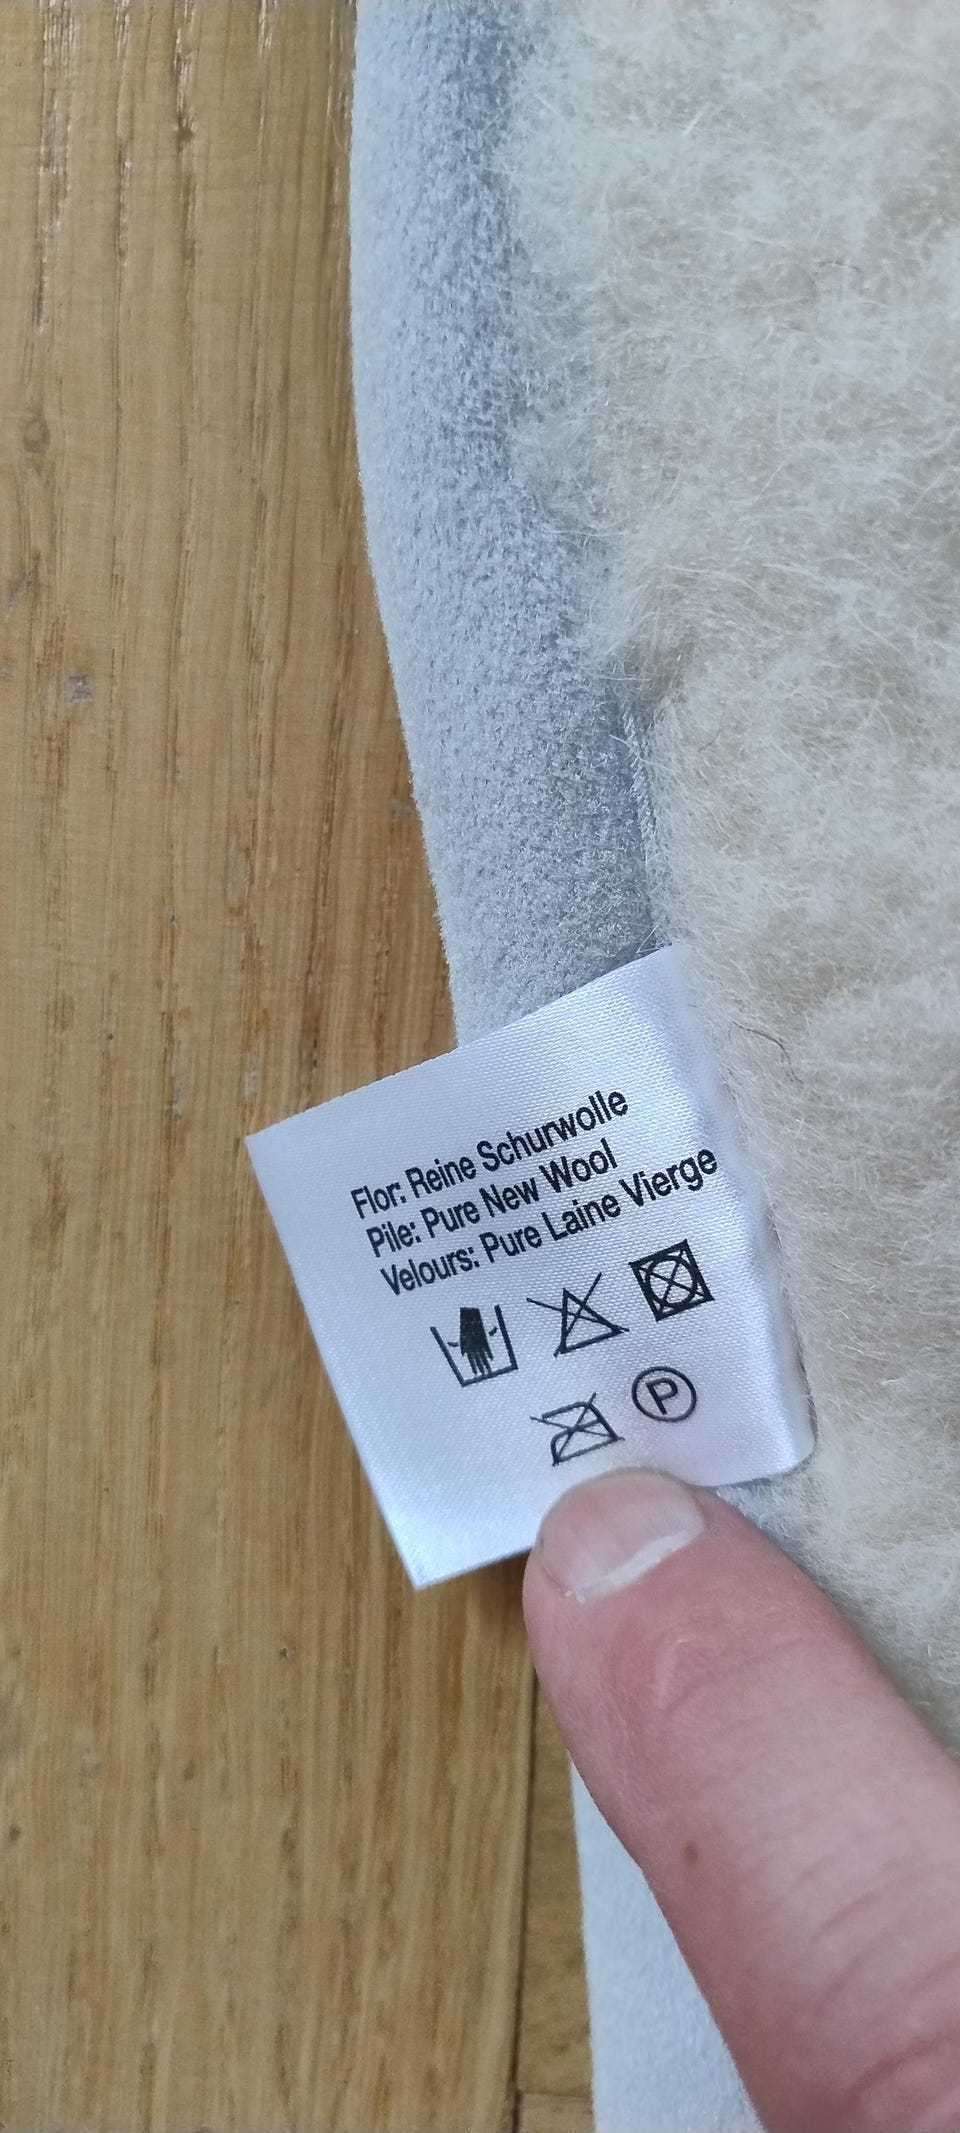 Flor: Reine Schurwolle
Pile: Pure New Wool
Velours: Pure Laine Vierge
P